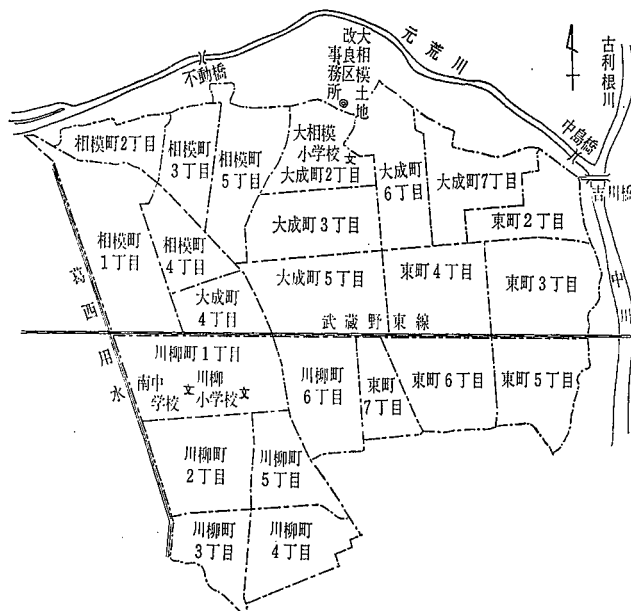 元荒川
古利根川
大相模土地
改良区
事務所
不動橋
中島橋
吉川橋
相模町2丁目
相模町
3丁目
相模町
5丁目
大相模
小学校
文
大成町2丁目
大成町
6丁目
大成町7丁目
東町2丁目
大成町3丁目
相模町
1丁目
相模町
4丁目
大成町5丁目
東町4丁目
東町3丁目
中川
大成町
4丁目
武蔵野東線
葛西用水
川柳町1丁目
南中
学校
文
川柳
小学校
文
川柳町
6丁目
東町
7丁目
東町6丁目
東町5丁目
川柳町
2丁目
川柳町
5丁目
川柳町
3丁目
川柳町
4丁目